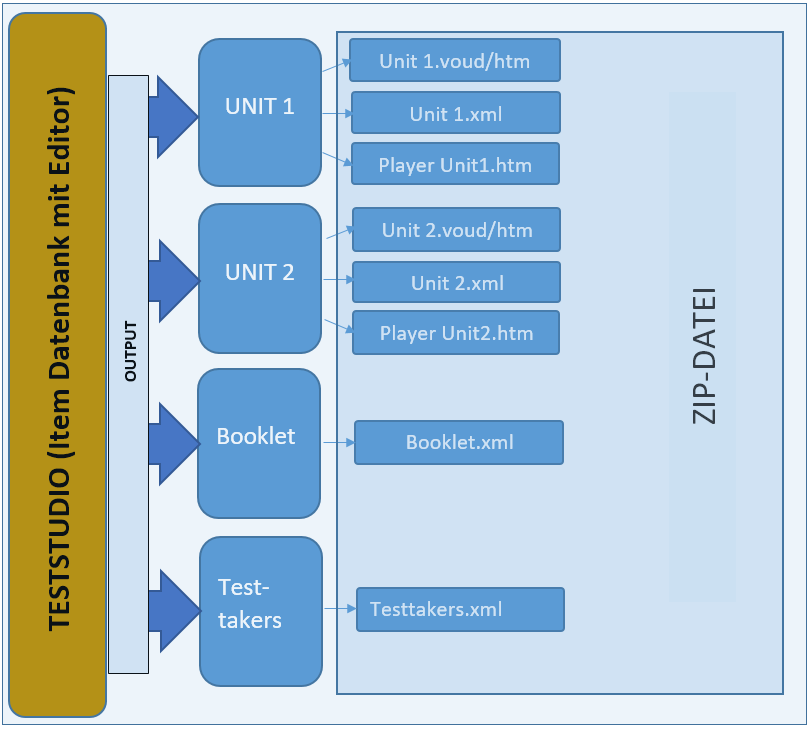 TESTSTUDIO (Item Datenbank mit Editor)
OUTPUT
UNIT 1
Unit 1.voud/htm
Unit 1.xml
Player Unit1.htm
UNIT 2
Unit 2.voud/htm
Unit 2.xml
Player Unit2.htm
Booklet
Booklet.xml
Test-
takers
Testtakers.xml
ZIP-DATEI